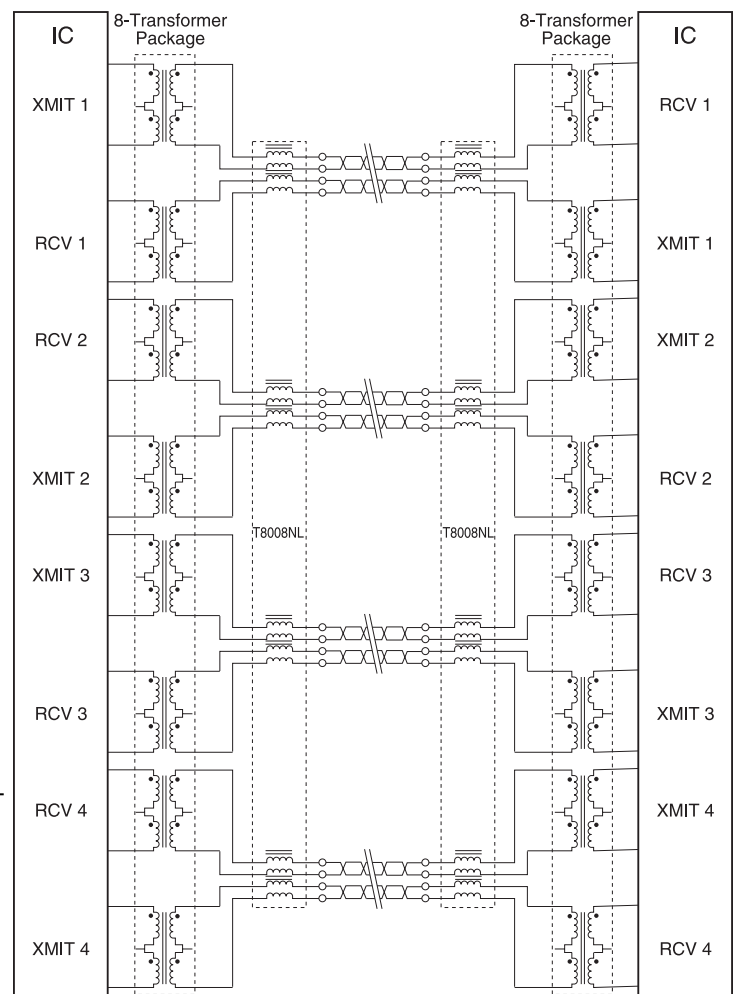 8-Transformer
Package
8-Transformer
Package
IC
IC
XMIT 1
RCV 1
RCV 1
XMIT 1
RCV 2
XMIT 2
XMIT 2
RCV 2
T8008NL
T8008NL
XMIT 3
RCV 3
RCV 3
XMIT 3
RCV 4
XMIT 4
XMIT 4
RCV 4